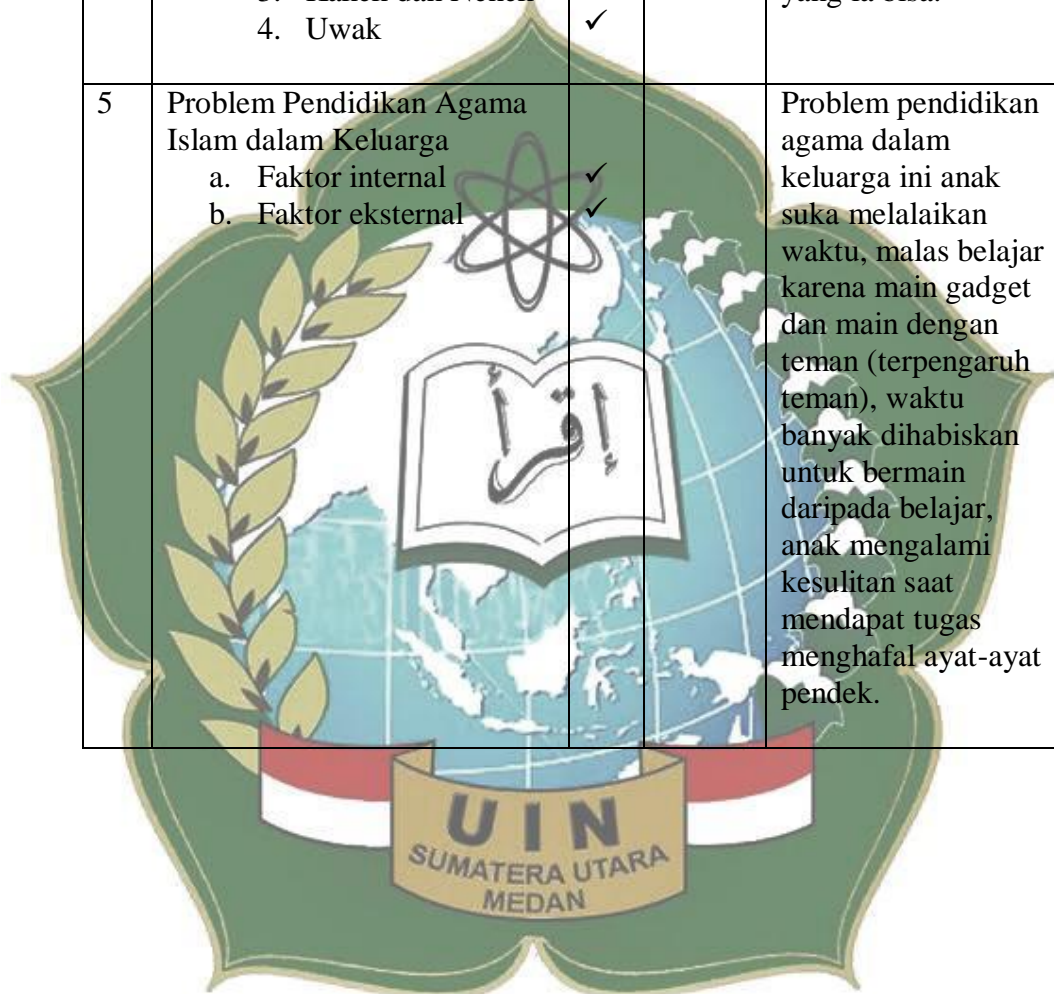 4. Uwak
✓
5
Problem Pendidikan Agama
Islam dalam Keluarga
a. Faktor internal
✓
b. Faktor eksternal
✓
Problem pendidikan
agama dalam
keluarga ini anak
suka melalaikan
waktu, malas belajar
karena main gadget
dan main dengan
teman (terpengaruh
teman), waktu
banyak dihabiskan
untuk bermain
daripada belajar,
anak mengalami
kesulitan saat
mendapat tugas
menghafal ayat-ayat
pendek.
إقرأ
UIN
SUMATERA UTARA
MEDAN